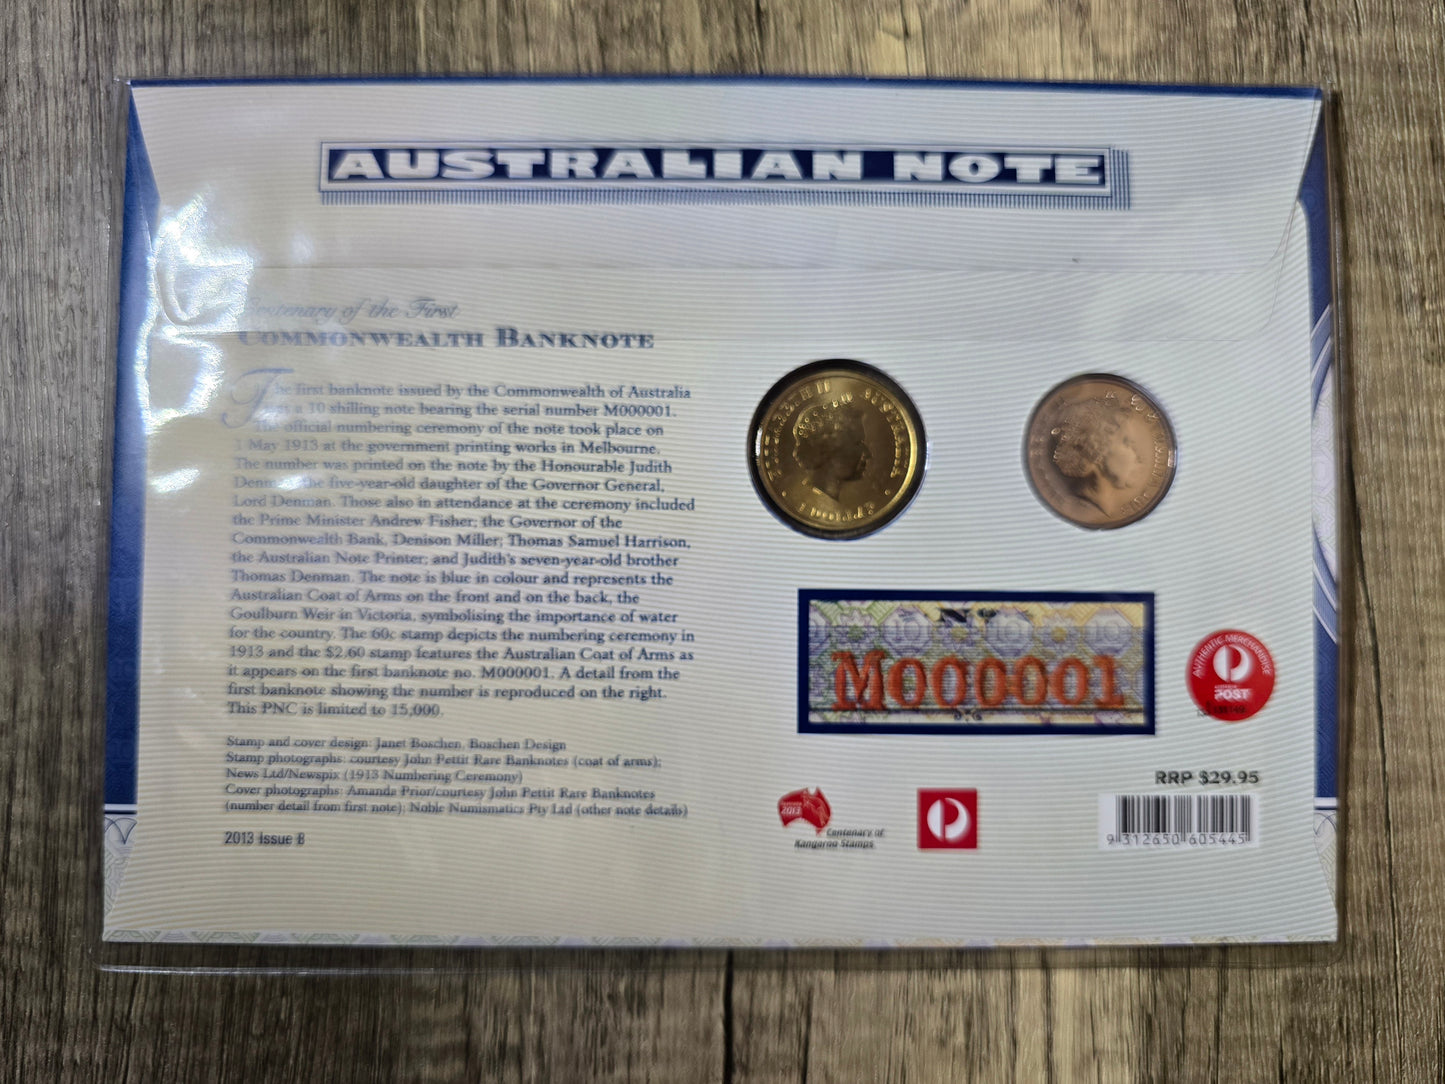 AUSTRALIAN NOTE
Centenary of the First
COMMONWEALTH BANKNOTE
The first banknote issued by the Commonwealth of Australia
was a 10 shilling note bearing the serial number M000001.
The official numbering ceremony of the note took place on
1 May 1913 at the government printing works in Melbourne.
The number was printed on the note by the Honourable Judith
Denman, the five-year-old daughter of the Governor General,
Lord Denman. Those also in attendance at the ceremony included
the Prime Minister Andrew Fisher; the Governor of the
Commonwealth Bank, Denison Miller; Thomas Samuel Harrison,
the Australian Note Printer; and Judith's seven-year-old brother
Thomas Denman. The note is blue in colour and represents the
Australian Coat of Arms on the front and on the back, the
Goulburn Weir in Victoria, symbolising the importance of water
for the country. The 60c stamp depicts the numbering ceremony in
1913 and the $2.60 stamp features the Australian Coat of Arms as
it appears on the first banknote no. M000001. A detail from the
first banknote showing the number is reproduced on the right.
This PNC is limited to 15,000.
Stamp and cover design: Janet Boschen, Boschen Design
Stamp photographs: courtesy John Pettit Rare Banknotes (coat of arms);
News Ltd/Newspix (1913 Numbering Ceremony)
Cover photographs: Amanda Prior/courtesy John Pettit Rare Banknotes
(number detail from first note); Noble Numismatics Pty Ltd (other note details)
2013 Issue 8
ELIZABETH II AUSTRALIA
1 DOLLAR
10 No 10 10
M000001
AUTHENTIC MERCHANDISE
AUSTRALIA
POST
Australia
2013
Centenary of
Kangaroo Stamps
RRP $29.95
9 312650 605445